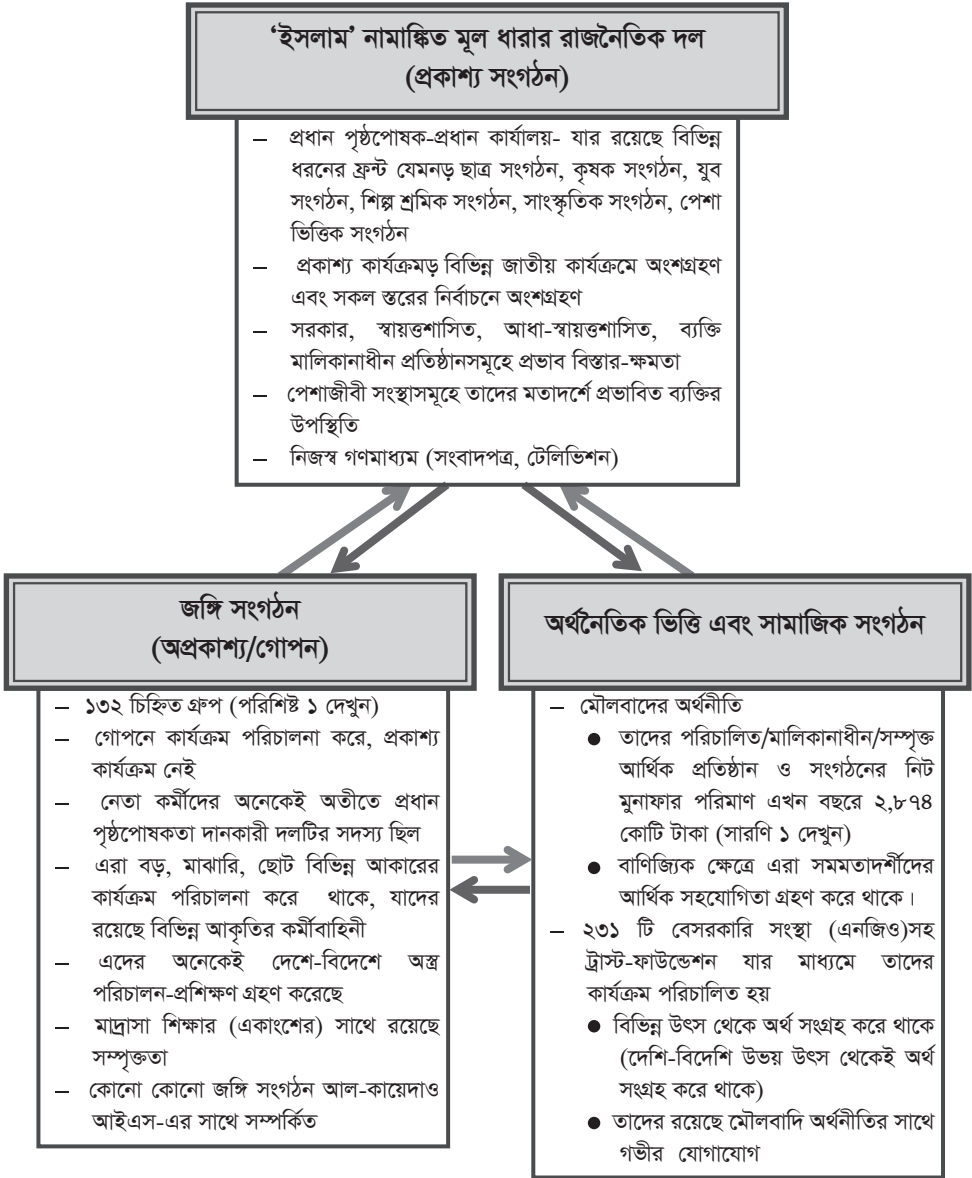 ‘ইসলাম’ নামাঙ্কিত মূল ধারার রাজনৈতিক দল
(প্রকাশ্য সংগঠন)
– প্রধান পৃষ্ঠপোষক-প্রধান কার্যালয়- যার রয়েছে বিভিন্ন
ধরনের ফ্রন্ট যেমনড় ছাত্র সংগঠন, কৃষক সংগঠন, যুব
সংগঠন, শিল্প শ্রমিক সংগঠন, সাংস্কৃতিক সংগঠন, পেশা
ভিত্তিক সংগঠন
– প্রকাশ্য কার্যক্রমড় বিভিন্ন জাতীয় কার্যক্রমে অংশগ্রহণ
এবং সকল স্তরের নির্বাচনে অংশগ্রহণ
– সরকার, স্বায়ত্তশাসিত, আধা-স্বায়ত্তশাসিত, ব্যক্তি
মালিকানাধীন প্রতিষ্ঠানসমূহে প্রভাব বিস্তার-ক্ষমতা
– পেশাজীবী সংস্থাসমূহে তাদের মতাদর্শে প্রভাবিত ব্যক্তির
উপস্থিতি
– নিজস্ব গণমাধ্যম (সংবাদপত্র, টেলিভিশন)
জঙ্গি সংগঠন
(অপ্রকাশ্য/গোপন)
– ১৩২ চিহ্নিত গ্রুপ (পরিশিষ্ট ১ দেখুন)
– গোপনে কার্যক্রম পরিচালনা করে, প্রকাশ্য
কার্যক্রম নেই
– নেতা কর্মীদের অনেকেই অতীতে প্রধান
পৃষ্ঠপোষকতা দানকারী দলটির সদস্য ছিল
– এরা বড়, মাঝারি, ছোট বিভিন্ন আকারের
কার্যক্রম পরিচালনা করে থাকে, যাদের
রয়েছে বিভিন্ন আকৃতির কর্মীবাহিনী
– এদের অনেকেই দেশে-বিদেশে অস্ত্র
পরিচালন-প্রশিক্ষণ গ্রহণ করেছে
– মাদ্রাসা শিক্ষার (একাংশের) সাথে রয়েছে
সম্পৃক্ততা
– কোনো কোনো জঙ্গি সংগঠন আল-কায়েদাও
আইএস-এর সাথে সম্পর্কিত
অর্থনৈতিক ভিত্তি এবং সামাজিক সংগঠন
– মৌলবাদের অর্থনীতি
● তাদের পরিচালিত/মালিকানাধীন/সম্পৃক্ত
আর্থিক প্রতিষ্ঠান ও সংগঠনের নিট
মুনাফার পরিমাণ এখন বছরে ২,৮৭৪
কোটি টাকা (সারণি ১ দেখুন)
● বাণিজ্যিক ক্ষেত্রে এরা সমমতাদর্শীদের
আর্থিক সহযোগিতা গ্রহণ করে থাকে।
– ২৩১ টি বেসরকারি সংস্থা (এনজিও)সহ
ট্রাস্ট-ফাউন্ডেশন যার মাধ্যমে তাদের
কার্যক্রম পরিচালিত হয়
● বিভিন্ন উৎস থেকে অর্থ সংগ্রহ করে থাকে
(দেশি-বিদেশি উভয় উৎস থেকেই অর্থ
সংগ্রহ করে থাকে)
● তাদের রয়েছে মৌলবাদি অর্থনীতির সাথে
গভীর যোগাযোগ